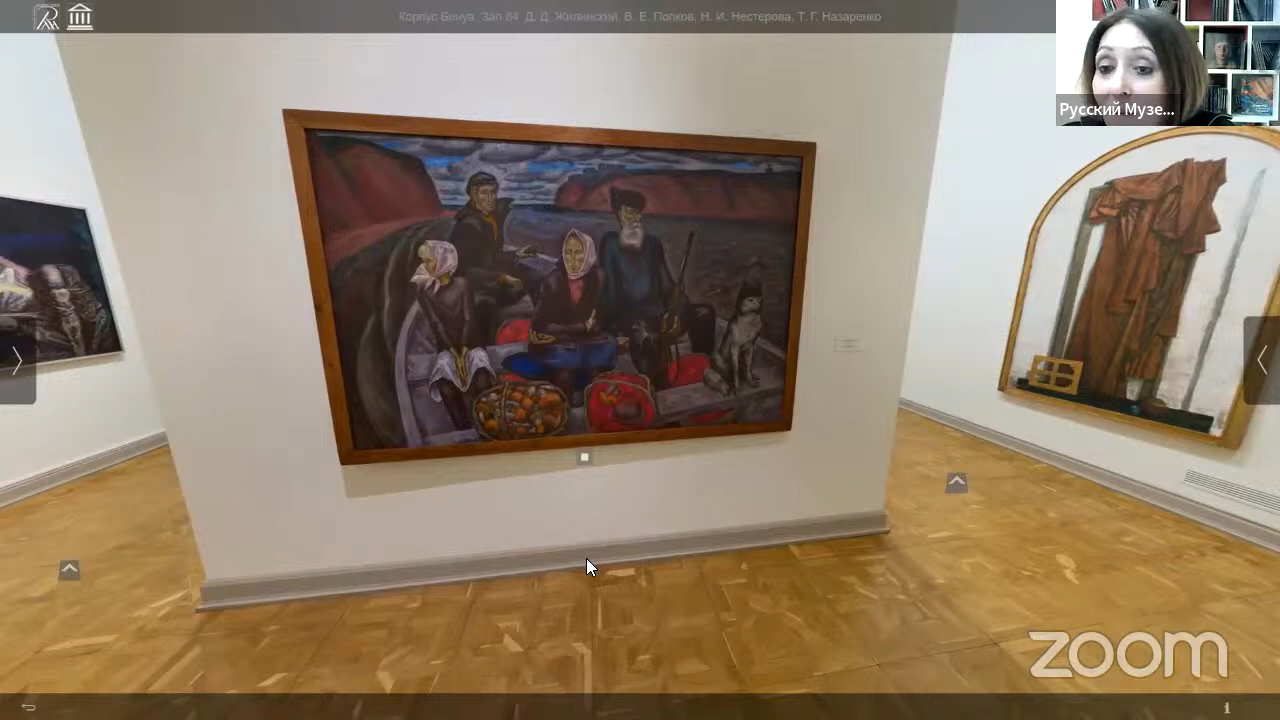 Корпус Бенуа. Зал 84. Д. Д. Жилинский, В. Е. Попков, Н. И. Нестерова, Т. Г. Назаренко
Русский Музе...
zoom